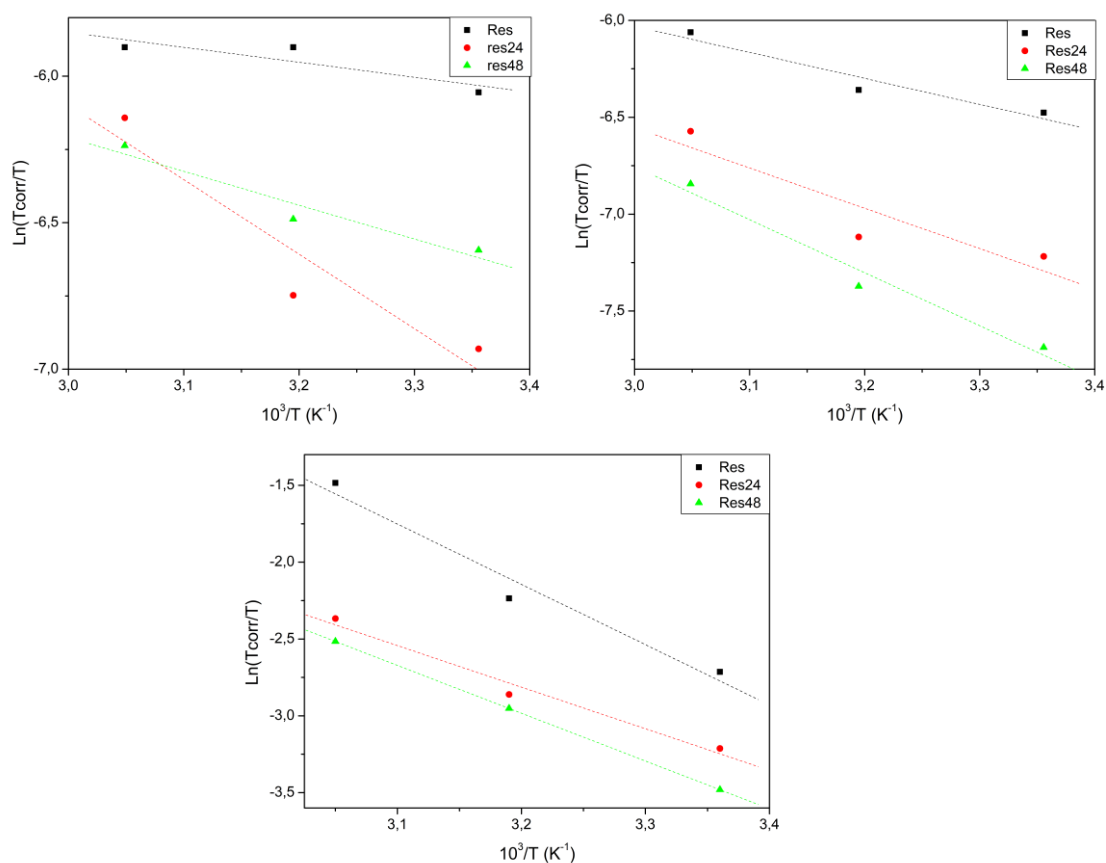 Res
res24
res48
-6,0
-6,5
-7,0
Ln(Tcorr/T)
3,0 3,1 3,2 3,3 3,4
10³/T (K⁻¹)
Res
Res24
Res48
-6,0
-6,5
-7,0
-7,5
Ln(Tcorr/T)
3,0 3,1 3,2 3,3 3,4
10³/T (K⁻¹)
Res
Res24
Res48
-1,5
-2,0
-2,5
-3,0
-3,5
Ln(Tcorr/T)
3,1 3,2 3,3 3,4
10³/T (K⁻¹)